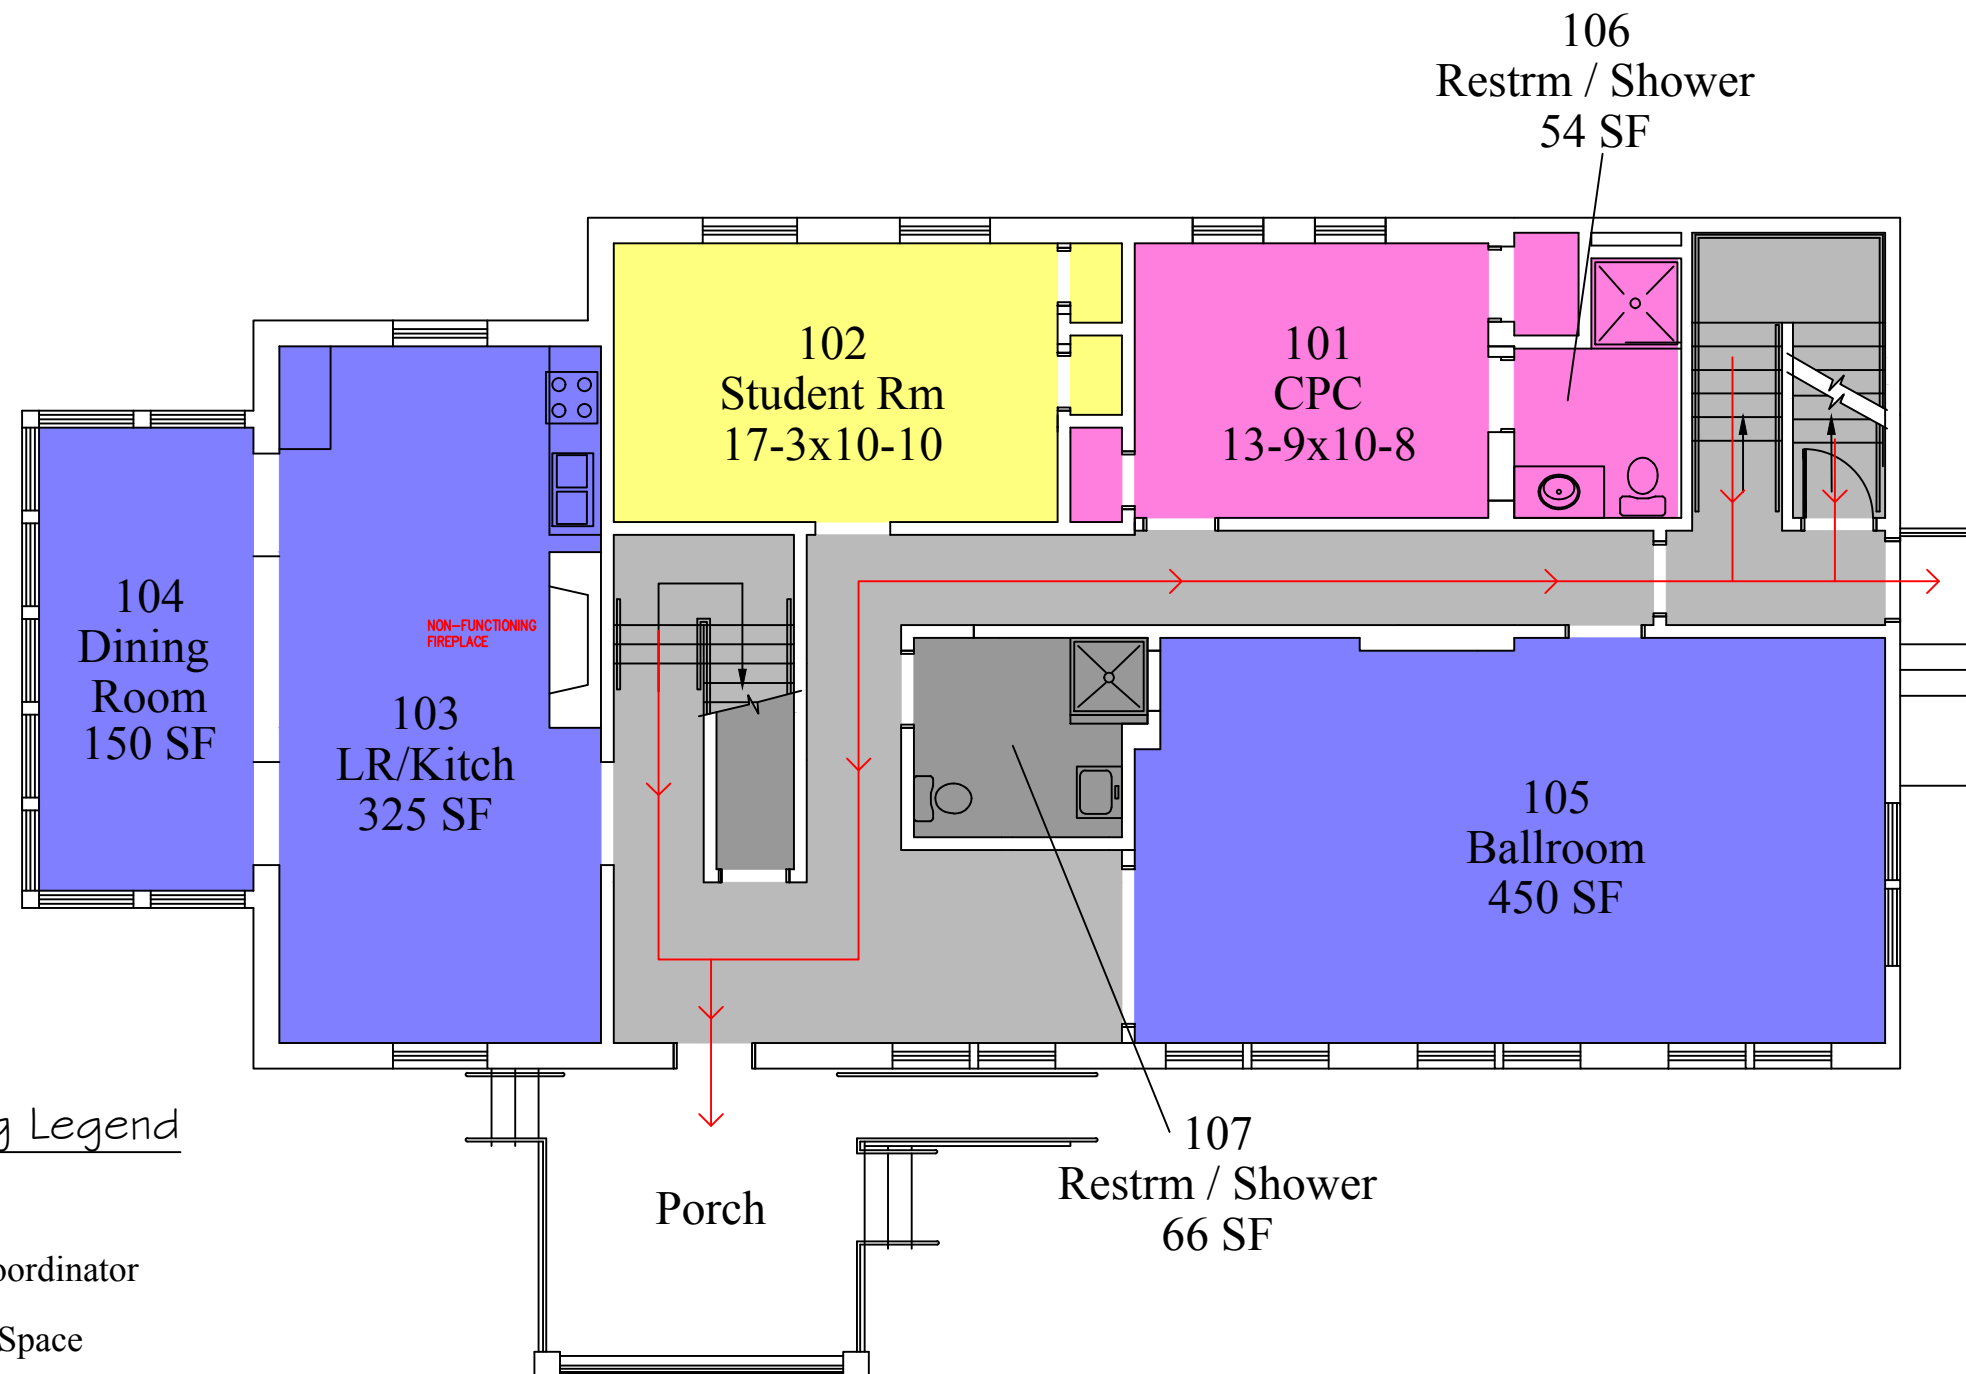 106
Restrm / Shower
54 SF
102
Student Rm
17-3x10-10
101
CPC
13-9x10-8
104
Dining
Room
150 SF
NON-FUNCTIONING
FIREPLACE
103
LR/Kitch
325 SF
105
Ballroom
450 SF
Legend
107
Restrm / Shower
66 SF
Porch
Space